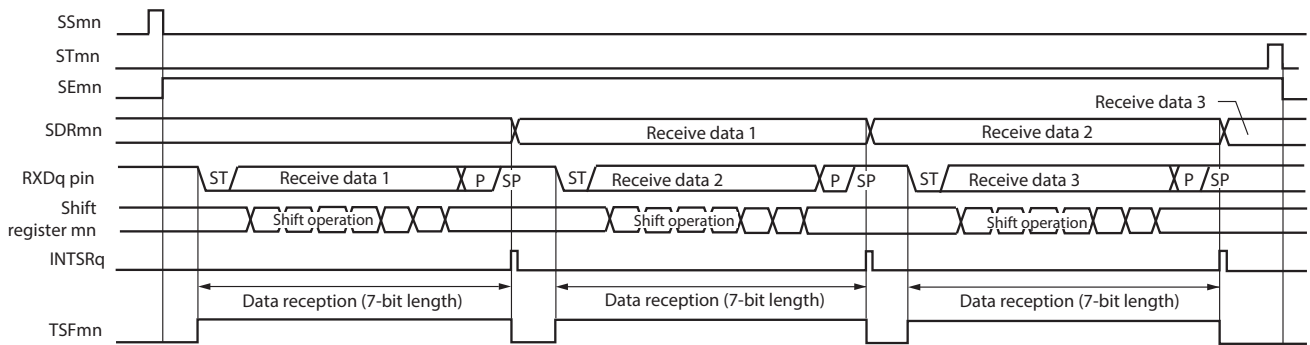 SSmn
STmn
SEmn
Receive data 3
SDRmn
Receive data 1
Receive data 2
RXDq pin
ST
Receive data 1
P
SP
ST
Receive data 2
P
SP
ST
Receive data 3
P
SP
Shift
register mn
Shift operation
Shift operation
Shift operation
INTSRq
Data reception (7-bit length)
Data reception (7-bit length)
Data reception (7-bit length)
TSFmn